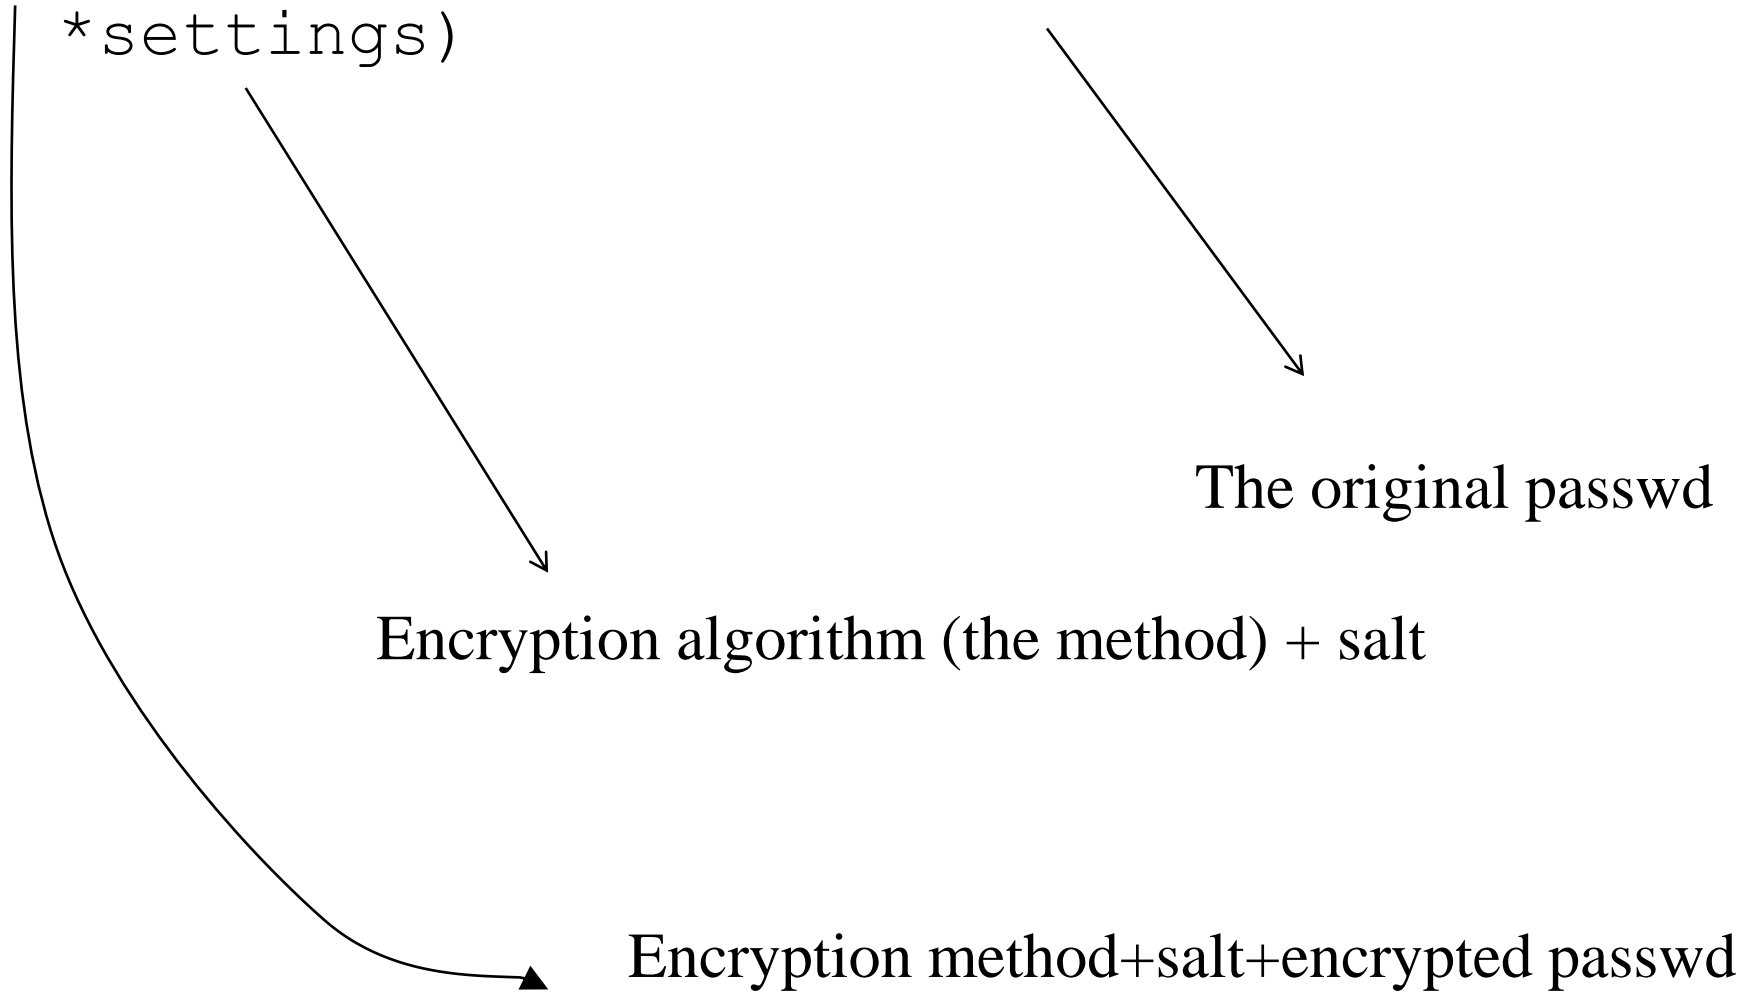 *settings)
The original passwd
Encryption algorithm (the method) + salt
Encryption method+salt+encrypted passwd